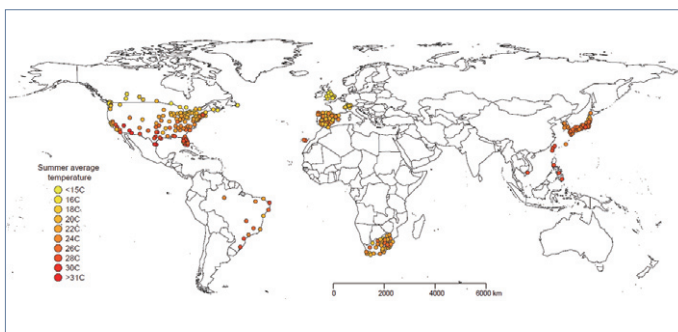 Summer average
temperature
<15C
16C
18C
20C
22C
24C
26C
28C
30C
>31C
0 2000 4000 6000 km